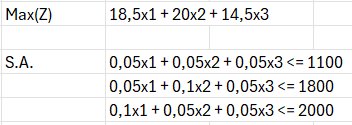 Max(Z) 18,5x1 + 20x2 + 14,5x3
S.A. 0,05x1 + 0,05x2 + 0,05x3 <= 1100
0,05x1 + 0,1x2 + 0,05x3 <= 1800
0,1x1 + 0,05x2 + 0,05x3 <= 2000